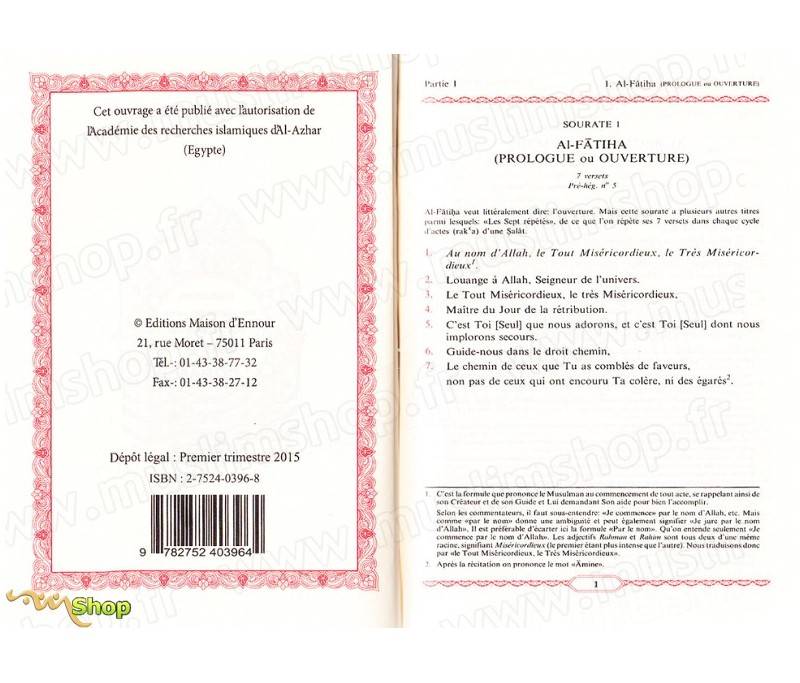 Cet ouvrage a été publié avec l'autorisation de
l'Académie des recherches islamiques d'Al-Azhar
(Egypte)
© Editions Maison d'Ennour
21, rue Moret – 75011 Paris
Tél.-: 01-43-38-77-32
Fax-: 01-43-38-27-12
Dépôt légal : Premier trimestre 2015
ISBN : 2-7524-0396-8
9 782752 403964
Shop
Partie 1
1. Al-Fâtiha (PROLOGUE ou OUVERTURE)
SOURATE 1
Al-FĀTIHA
(PROLOGUE ou OUVERTURE)
7 versets
Pré-hég. n° 5
Al-Fātiḥa veut littéralement dire: l'ouverture. Mais cette sourate a plusieurs autres titres
parmi lesquels: «Les Sept répétés», de ce que l'on répète ses 7 versets dans chaque cycle
d'actes (rakʿa) d'une Ṣalāt.
1. Au nom d'Allah, le Tout Miséricordieux, le Trés Miséricor-
dieux¹.
2. Louange á Allah, Seigneur de l'univers.
3. Le Tout Miséricordieux, le très Miséricordieux,
4. Maître du Jour de la rétribution.
5. C'est Toi [Seul] que nous adorons, et c'est Toi [Seul] dont nous
implorons secours.
6. Guide-nous dans le droit chemin,
7. Le chemin de ceux que Tu as comblés de faveurs,
non pas de ceux qui ont encouru Ta colère, ni des égarés².
1. C'est la formule que prononce le Musulman au commencement de tout acte, se rappelant ainsi de
son Créateur et de son Guide et Lui demandant Son aide pour bien l'accomplir.
Selon les commentateurs, il faut sous-entendre: «Je commence» par le nom d'Allah, etc. Mais
comme «par le nom» donne une ambiguité et peut également signifier «Je jure par le nom
d'Allah», Il est préférable d'écarter ici la formule «Par le nom». Qu'on entende seulement «Je
commence par le nom d'Allah». Les adjectifs Rahman et Rahim sont tous deux d'une même
racine, signifiant Miséricordieux (le premier étant plus intense que l'autre). Nous traduisons donc
par «le Tout Miséricordieux, le Très Miséricordieux».
2. Après la récitation on prononce le mot «Āmine».
1
www.muslimshop.fr